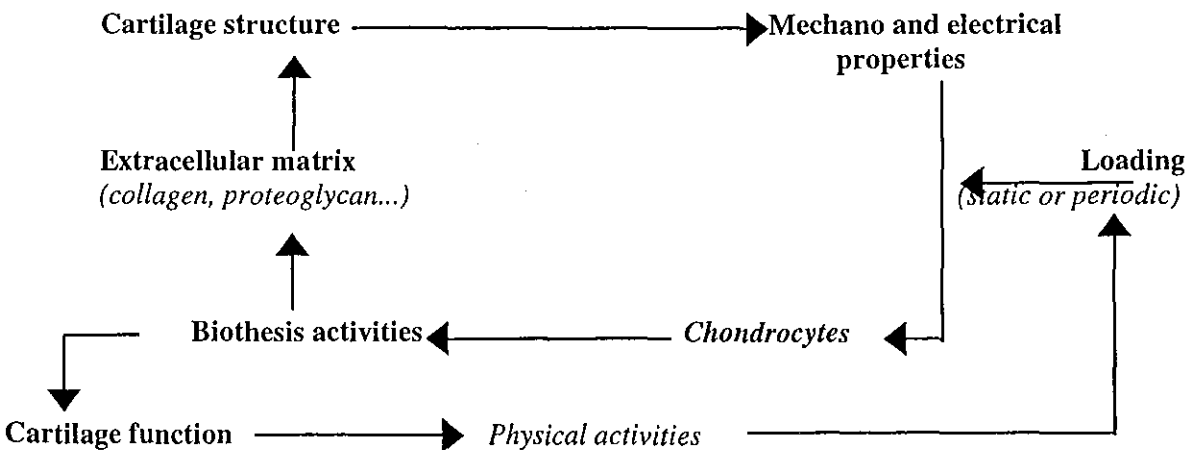 Cartilage structure
Mechano and electrical
properties
Extracellular matrix
(collagen, proteoglycan...)
Loading
(static or periodic)
Biothesis activities
Chondrocytes
Cartilage function
Physical activities